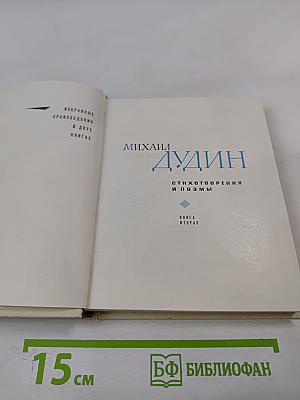 ИЗБРАННЫЕ
ПРОИЗВЕДЕНИЯ
В ДВУХ
КНИГАХ
МИХАИЛ
ДУДИН
СТИХОТВОРЕНИЯ
И ПОЭМЫ
КНИГА
ВТОРАЯ
15 см
БФ БИБЛИОФАН